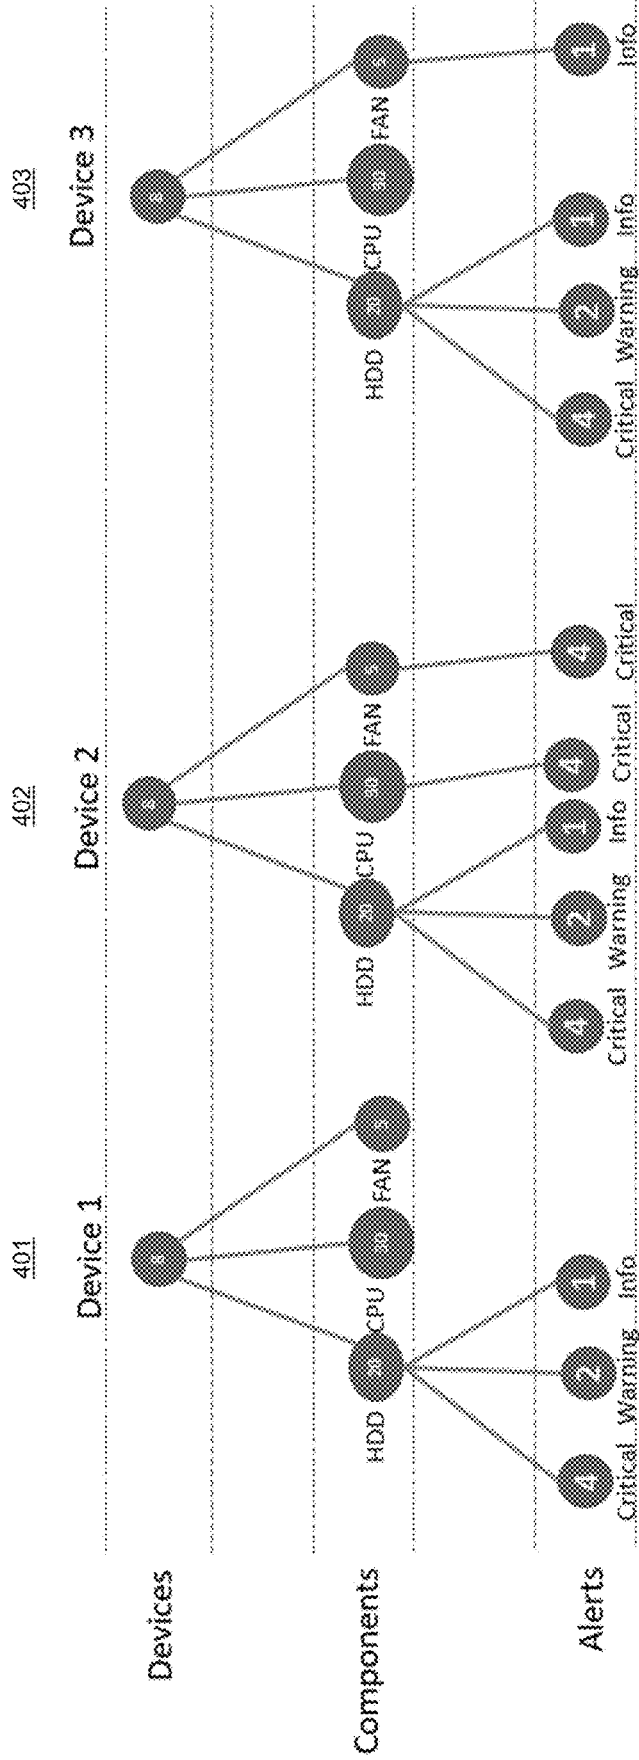 401 402 403
Device 1 Device 2 Device 3
Devices
Components
HDD CPU FAN HDD CPU FAN HDD CPU FAN
5
Alerts
4 2 1 4 2 1 4 4 4 2 1 1
Critical Warning Info Critical Warning Info Critical Critical Critical Warning Info Info